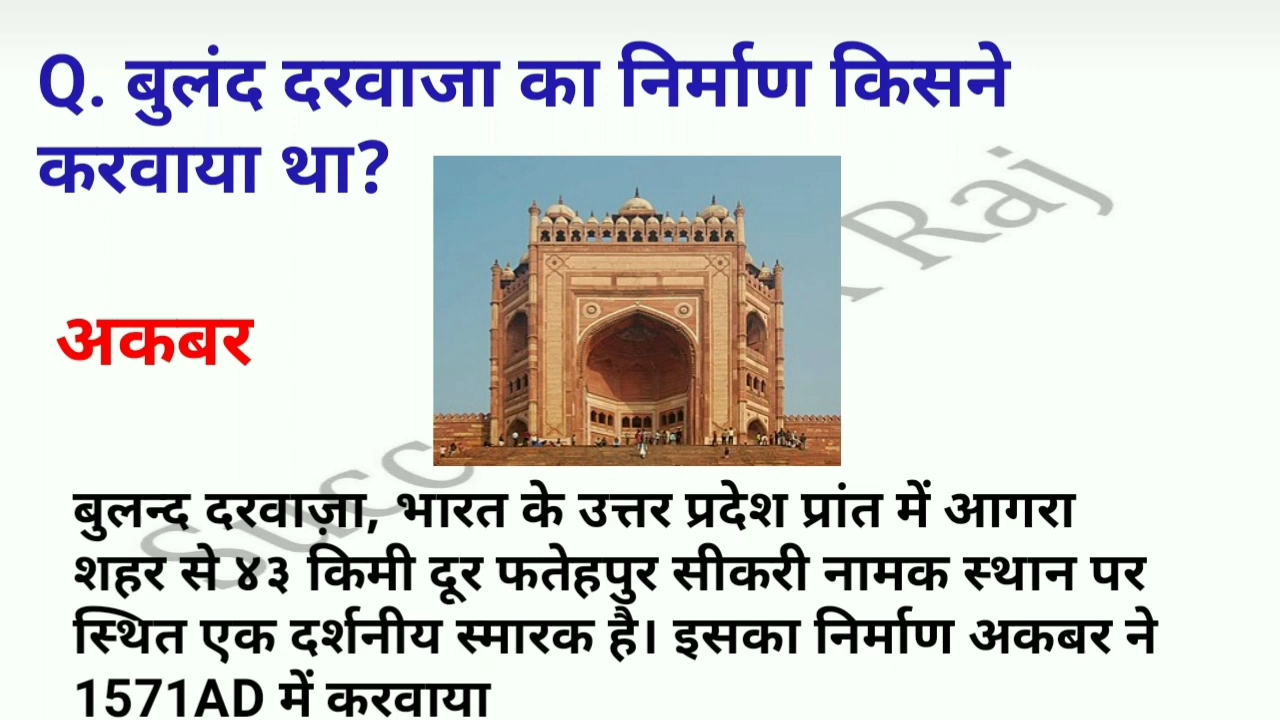 Q. बुलंद दरवाजा का निर्माण किसने
करवाया था?
अकबर
Raj
बुलन्द दरवाज़ा, भारत के उत्तर प्रदेश प्रांत में आगरा
शहर से ४३ किमी दूर फतेहपुर सीकरी नामक स्थान पर
स्थित एक दर्शनीय स्मारक है। इसका निर्माण अकबर ने
1571AD में करवाया